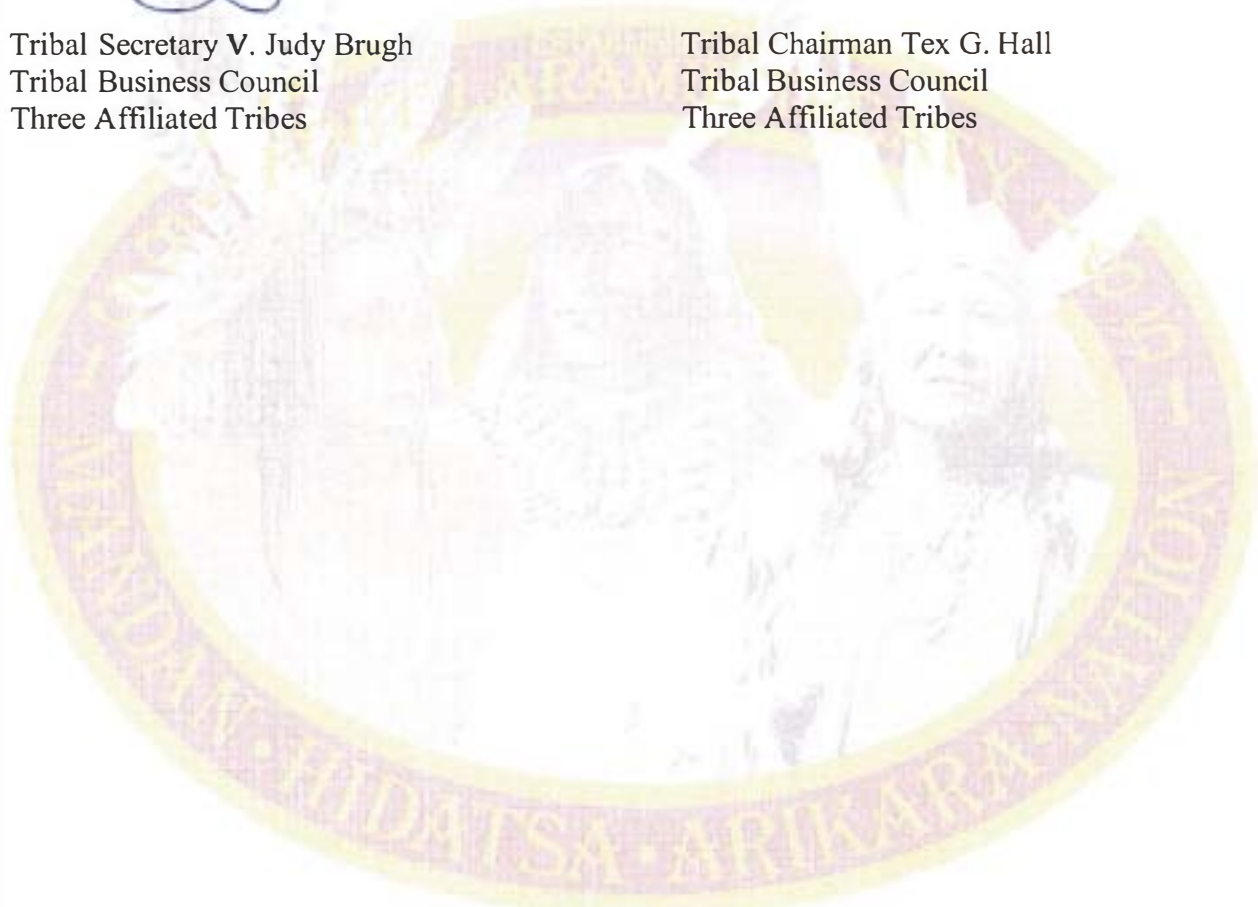 Tribal Secretary V. Judy Brugh
Tribal Business Council
Three Affiliated Tribes
Tribal Chairman Tex G. Hall
Tribal Business Council
Three Affiliated Tribes
MANDAN • HIDATSA • ARIKARA • NATION